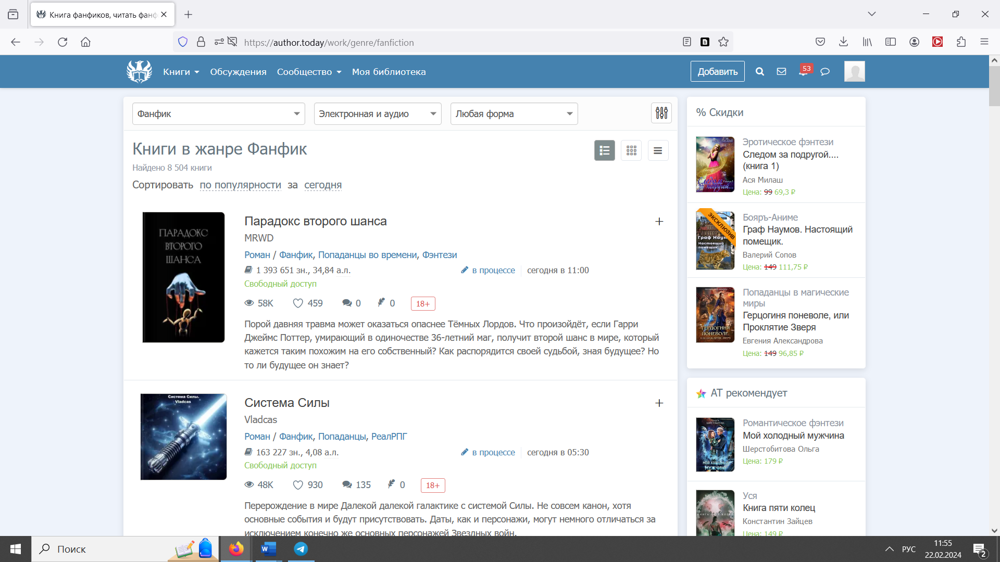 Книга фанфиков, читать фанф
https://author.today/work/genre/fanfiction
Книги
Обсуждения
Сообщество
Моя библиотека
Добавить
53
Фанфик
Электронная и аудио
Любая форма
Книги в жанре Фанфик
Найдено 8 504 книги
Сортировать по популярности за сегодня
ПАРАДОКС
ВТОРОГО
ШАНСА
Парадокс второго шанса
MRWD
Роман / Фанфик, Попаданцы во времени, Фэнтези
1 393 651 зн., 34,84 а.л.
в процессе
сегодня в 11:00
Свободный доступ
58K 459 0 0 18+
Порой давняя травма может оказаться опаснее Тёмных Лордов. Что произойдёт, если Гарри
Джеймс Поттер, умирающий в одиночестве 36-летний маг, получит второй шанс в мире, который
кажется таким похожим на его собственный? Как распорядится своей судьбой, зная будущее? Но
то ли будущее он знает?
Система Силы.
Vladcas
Система Силы
Vladcas
Роман / Фанфик, Попаданцы, РеалРПГ
163 227 зн., 4,08 а.л.
в процессе
сегодня в 05:30
Свободный доступ
48K 930 135 0 18+
Перерождение в мире Далекой далекой галактике с системой Силы. Не совсем канон, хотя
основные события и будут присутствовать. Даты, как и персонажи, могут немного отличаться за
исключением конечно же основных персонажей Звездных войн.
% Скидки
Следом
за подругой...
Эротическое фэнтези
Следом за подругой....
(книга 1)
Ася Милаш
Цена: 99 69,3 ₽
ЭКСКЛЮЗИВ
Граф Наум
Настоящий
помещик
Бояръ-Аниме
Граф Наумов. Настоящий
помещик.
Валерий Сопов
Цена: 149 111,75 ₽
ГЕРЦОГИНЯ
ПОНЕВОЛЕ,
ИЛИ ПРОКЛЯТИЕ ЗВЕРЯ
Попаданцы в магические
миры
Герцогиня поневоле, или
Проклятие Зверя
Евгения Александрова
Цена: 149 96,85 ₽
АТ рекомендует
ОЛЬГА
ШЕРСТОБИТОВА
МОЙ ХОЛОДНЫЙ
МУЖЧИНА
Романтическое фэнтези
Мой холодный мужчина
Шерстобитова Ольга
Цена: 179 ₽
КНИГА ПЯТИ КОЛЕЦ
Уся
Книга пяти колец
Константин Зайцев
Цена: 149 ₽
Поиск
РУС
11:55
22.02.2024
2